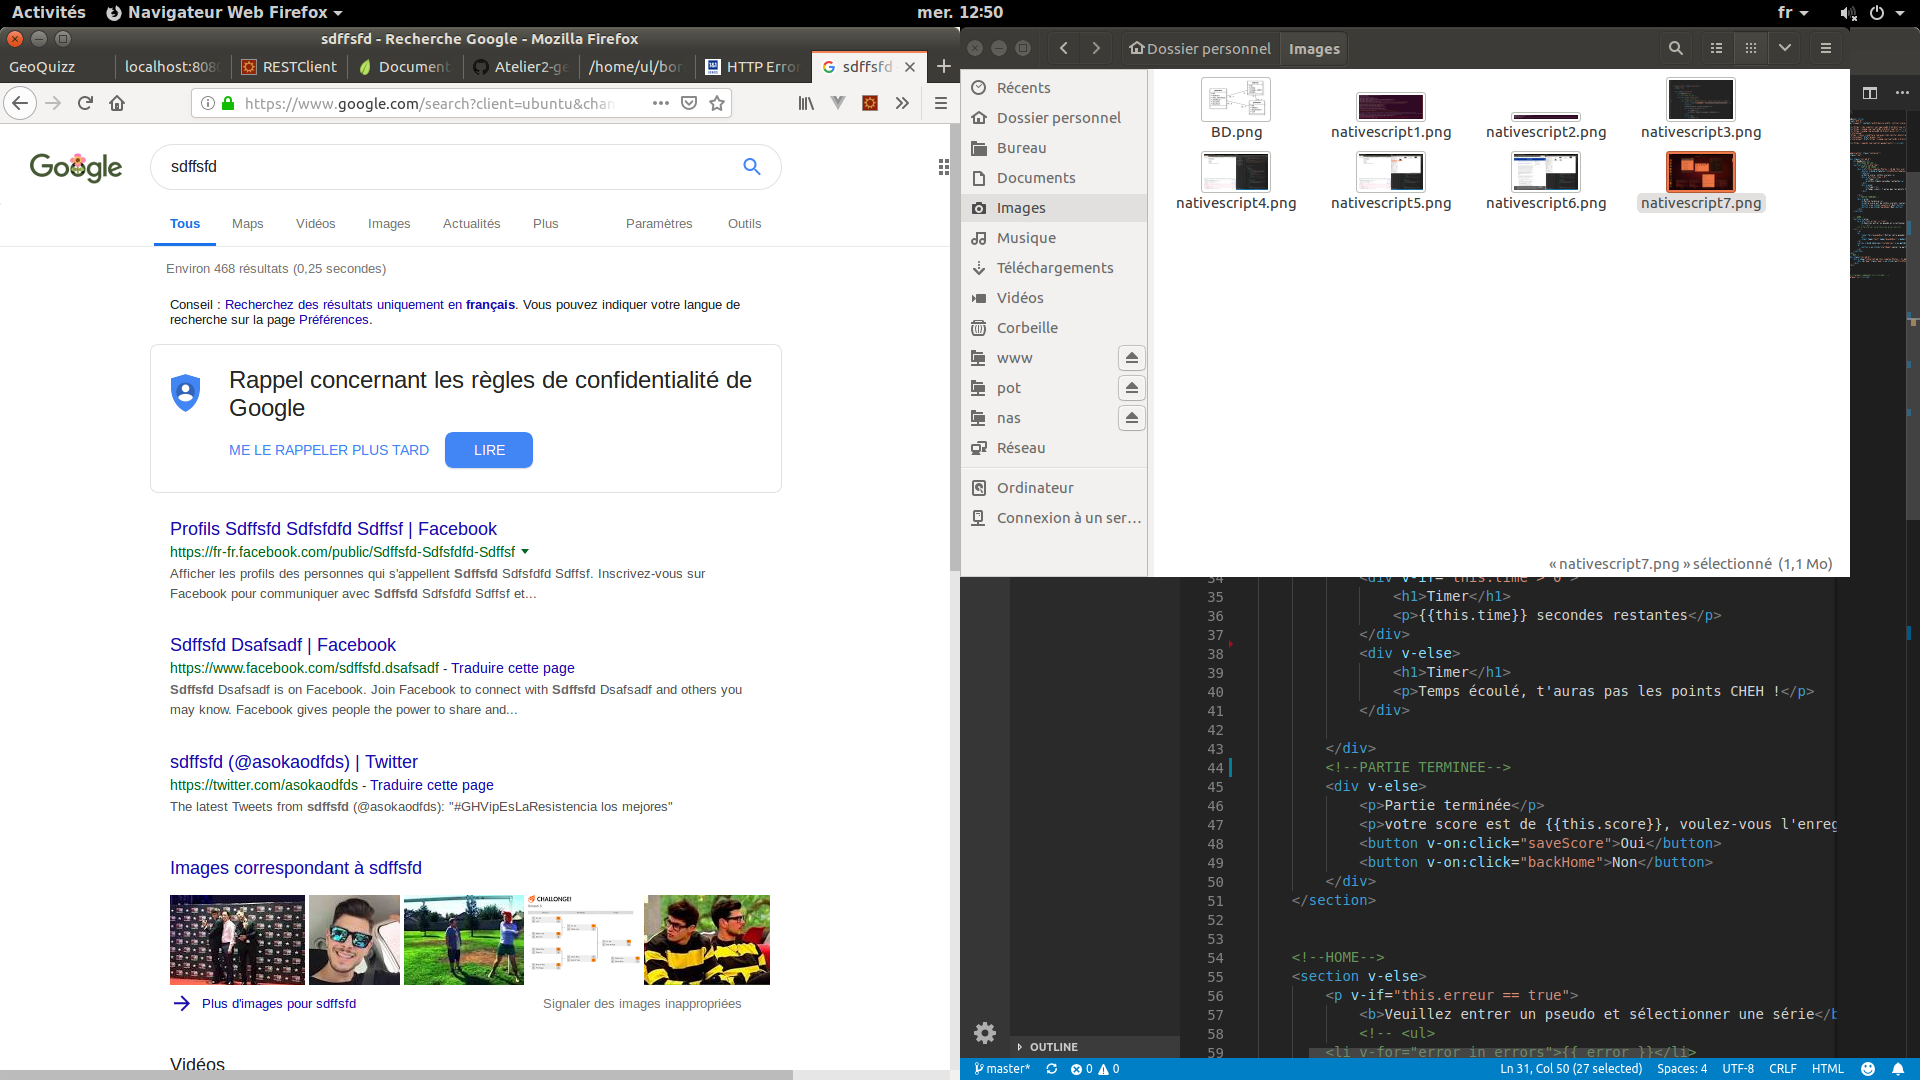 Activités
Navigateur Web Firefox
mer. 12:50
fr
sdffsfd - Recherche Google - Mozilla Firefox
GeoQuizz
localhost:808
RESTClient
Document
Atelier2-ge
/home/ul/bor
HTTP Erro
sdffsfd
https://www.google.com/search?client=ubuntu&chan
Google
sdffsfd
Tous
Maps
Vidéos
Images
Actualités
Plus
Paramètres
Outils
Environ 468 résultats (0,25 secondes)
Conseil : Recherchez des résultats uniquement en français. Vous pouvez indiquer votre langue de
recherche sur la page Préférences.
Rappel concernant les règles de confidentialité de
Google
ME LE RAPPELER PLUS TARD
LIRE
Profils Sdffsfd Sdfsfdfd Sdffsf | Facebook
https://fr-fr.facebook.com/public/Sdffsfd-Sdfsfdfd-Sdffsf
Afficher les profils des personnes qui s'appellent Sdffsfd Sdfsfdfd Sdffsf. Inscrivez-vous sur
Facebook pour communiquer avec Sdffsfd Sdfsfdfd Sdffsf et...
Sdffsfd Dsafsadf | Facebook
https://www.facebook.com/sdffsfd.dsafsadf - Traduire cette page
Sdffsfd Dsafsadf is on Facebook. Join Facebook to connect with Sdffsfd Dsafsadf and others you
may know. Facebook gives people the power to share and...
sdffsfd (@asokaodfds) | Twitter
https://twitter.com/asokaodfds - Traduire cette page
The latest Tweets from sdffsfd (@asokaodfds): "#GHVipEsLaResistencia los mejores"
Images correspondant à sdffsfd
CHALLONGE!
Plus d'images pour sdffsfd
Signaler des images inappropriées
Vidéos
Dossier personnel
Images
Récents
Dossier personnel
Bureau
Documents
Images
Musique
Téléchargements
Vidéos
Corbeille
www
pot
nas
Réseau
Ordinateur
Connexion à un ser…
BD.png
nativescript1.png
nativescript2.png
nativescript3.png
nativescript4.png
nativescript5.png
nativescript6.png
nativescript7.png
« nativescript7.png » sélectionné (1,1 Mo)
34 <div v-if="this.time > 0">
35 <h1>Timer</h1>
36 <p>{{this.time}} secondes restantes</p>
37 </div>
38 <div v-else>
39 <h1>Timer</h1>
40 <p>Temps écoulé, t'auras pas les points CHEH !</p>
41 </div>
42
43 </div>
44 <!--PARTIE TERMINEE-->
45 <div v-else>
46 <p>Partie terminée</p>
47 <p>votre score est de {{this.score}}, voulez-vous l'enreg
48 <button v-on:click="saveScore">Oui</button>
49 <button v-on:click="backHome">Non</button>
50 </div>
51 </section>
52
53
54 <!--HOME-->
55 <section v-else>
56 <p v-if="this.erreur == true">
57 <b>Veuillez entrer un pseudo et sélectionner une série</b
58 <!-- <ul>
59 <li v-for="error in errors">{{ error }}</li>
OUTLINE
master*
0
0
Ln 31, Col 50 (27 selected)
Spaces: 4
UTF-8
CRLF
HTML